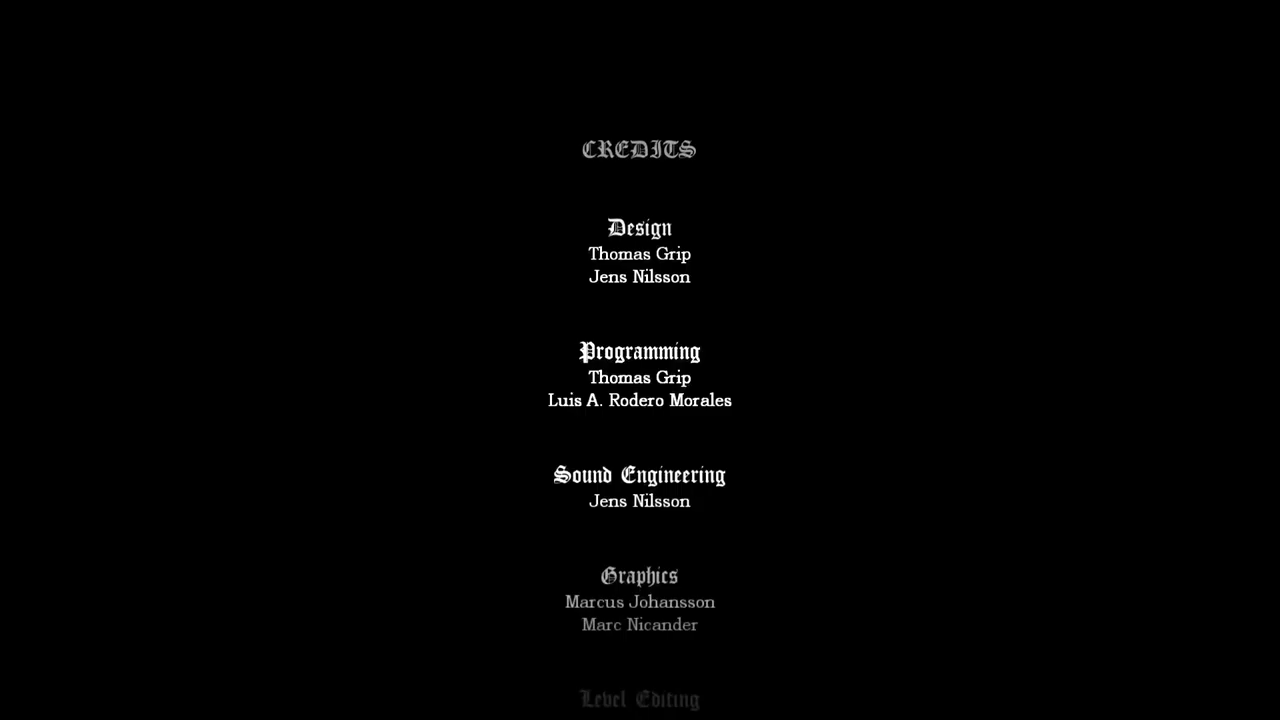 CREDITS
Design
Thomas Grip
Jens Nilsson
Programming
Thomas Grip
Luis A. Rodero Morales
Sound Engineering
Jens Nilsson
Graphics
Marcus Johansson
Marc Nicander
Level Editing